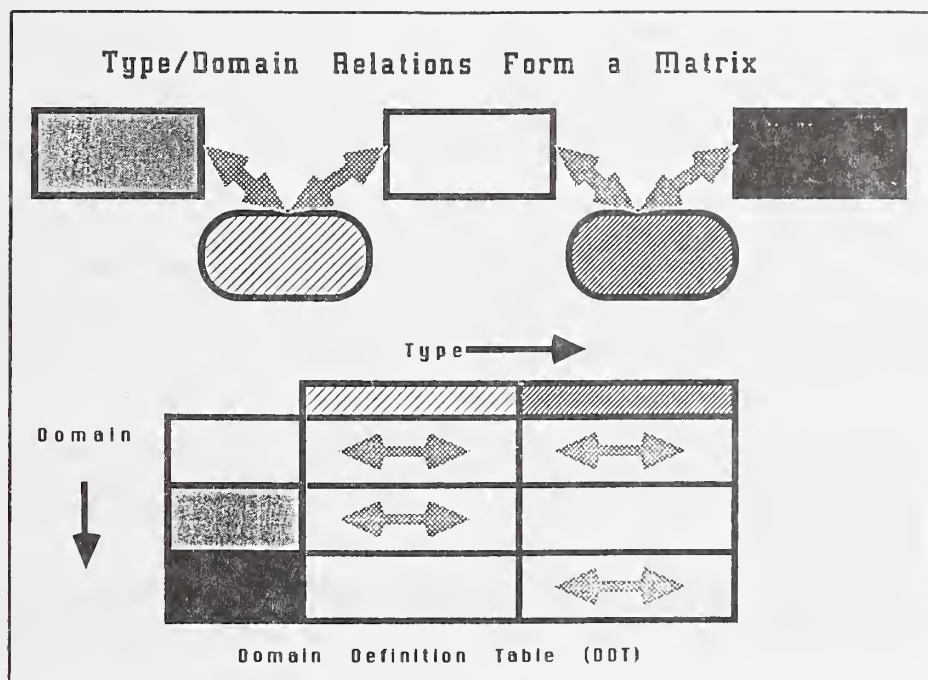 Type/Domain Relations Form a Matrix
Type
Domain
Domain Definition Table (DDT)